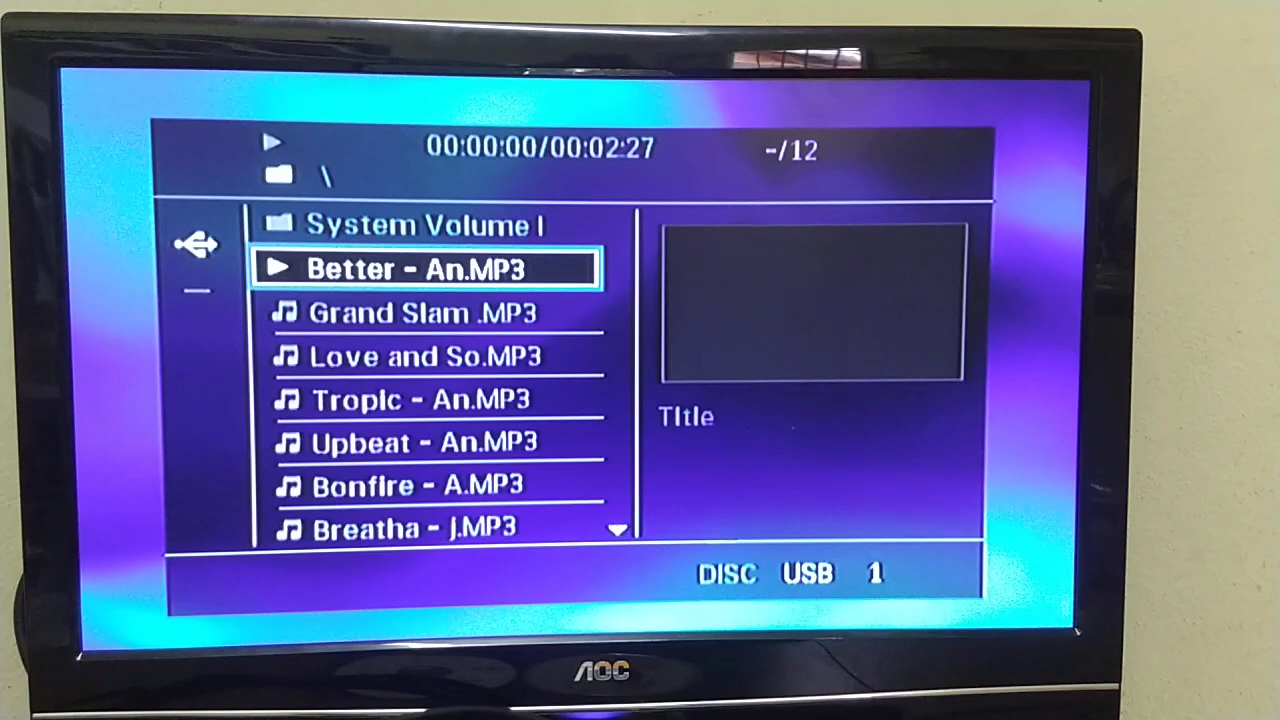 00:00:00/00:02:27 -/12
\
System Volume I
Better - An.MP3
Grand Slam .MP3
Love and So.MP3
Tropic - An.MP3
Upbeat - An.MP3
Bonfire - A.MP3
Breatha - J.MP3
Title
DISC USB 1
AOC